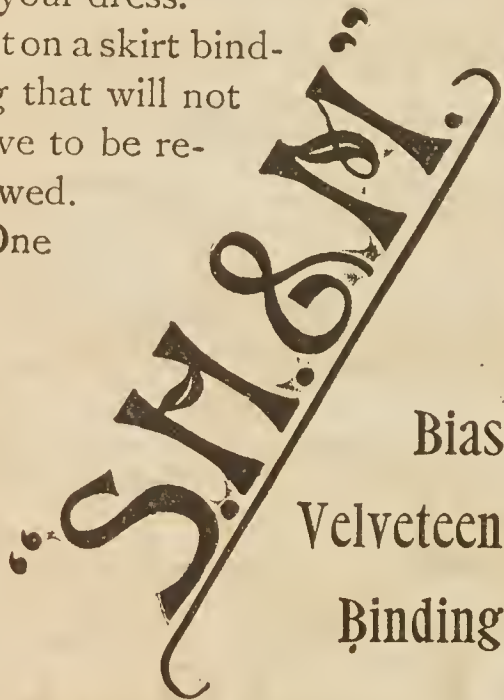 your dress.
t on a skirt bind-
g that will not
ve to be re-
wed.
One
"S.H.&M."
Bias
Velveteen
Binding